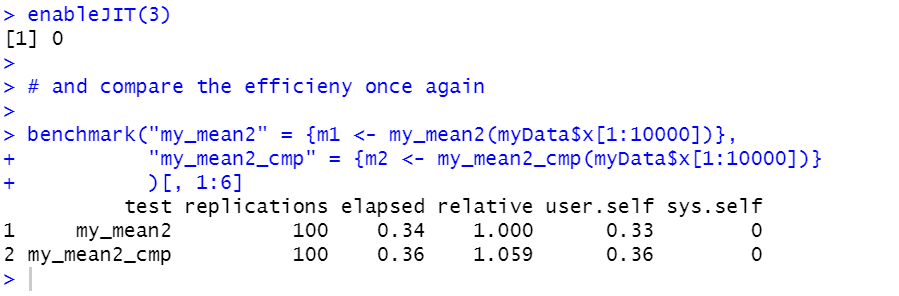 > enableJIT(3)
[1] 0
>
> # and compare the efficieny once again
>
> benchmark("my_mean2" = {m1 <- my_mean2(myData$x[1:10000])},
+           "my_mean2_cmp" = {m2 <- my_mean2_cmp(myData$x[1:10000])}
+           )[, 1:6]
          test replications elapsed relative user.self sys.self
1     my_mean2          100    0.34    1.000      0.33        0
2 my_mean2_cmp          100    0.36    1.059      0.36        0
>